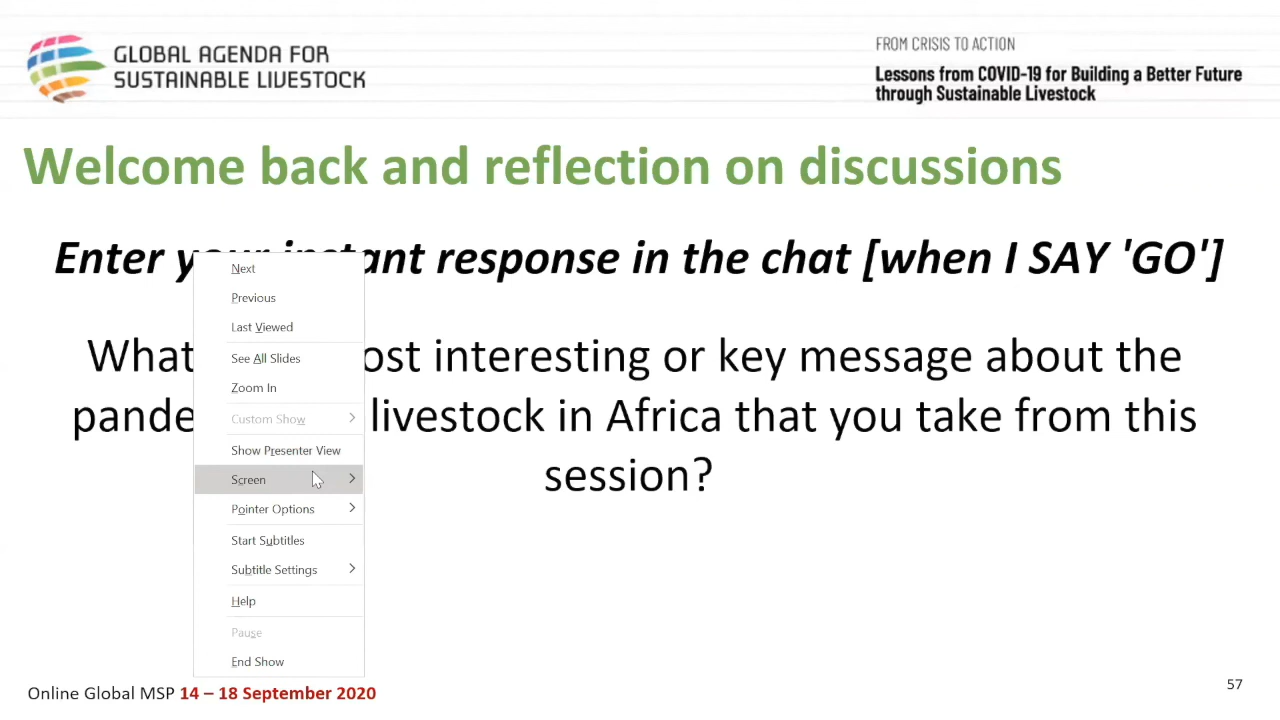 GLOBAL AGENDA FOR
SUSTAINABLE LIVESTOCK
FROM CRISIS TO ACTION
Lessons from COVID-19 for Building a Better Future
through Sustainable Livestock
Welcome back and reflection on discussions
Enter your instant response in the chat [when I SAY 'GO']
What ost interesting or key message about the
pande livestock in Africa that you take from this
session?
Next
Previous
Last Viewed
See All Slides
Zoom In
Custom Show
Show Presenter View
Screen
Pointer Options
Start Subtitles
Subtitle Settings
Help
Pause
End Show
Online Global MSP 14 – 18 September 2020
57